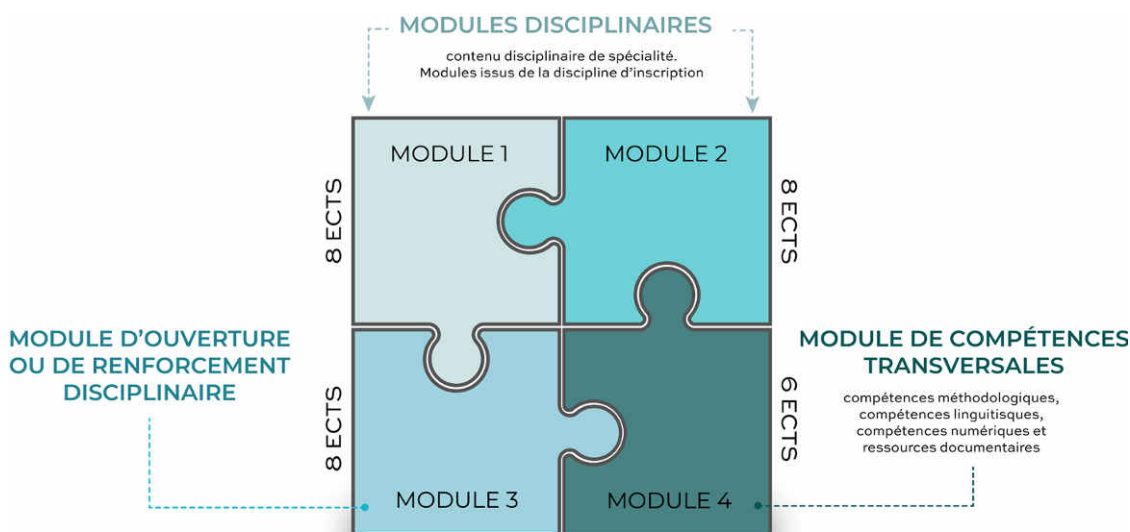 MODULES DISCIPLINAIRES
contenu disciplinaire de spécialité.
Modules issus de la discipline d'inscription
MODULE 1
MODULE 2
8 ECTS
8 ECTS
MODULE D'OUVERTURE
OU DE RENFORCEMENT
DISCIPLINAIRE
8 ECTS
MODULE 3
6 ECTS
MODULE 4
MODULE DE COMPÉTENCES
TRANSVERSALES
compétences méthodologiques,
compétences linguitisques,
compétences numériques et
ressources documentaires